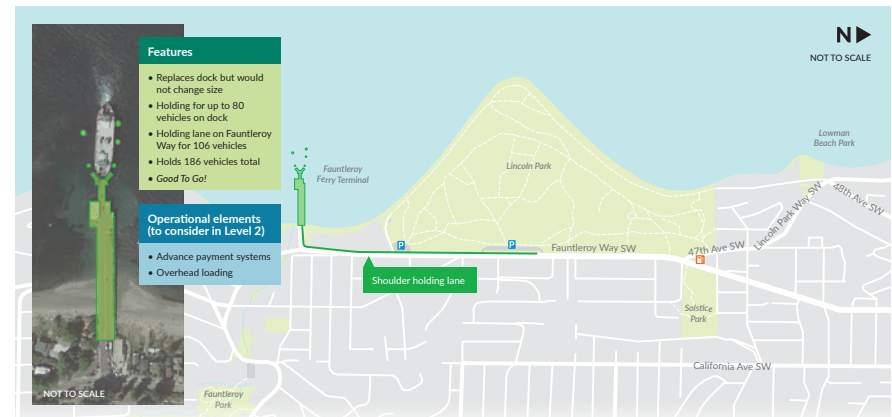 Features
• Replaces dock but would
not change size
• Holding for up to 80
vehicles on dock
• Holding lane on Fauntleroy
Way for 106 vehicles
• Holds 186 vehicles total
• Good To Go!
Operational elements
(to consider in Level 2)
• Advance payment systems
• Overhead loading
NOT TO SCALE
N
NOT TO SCALE
Fauntleroy
Ferry Terminal
Lincoln Park
Lowman
Beach Park
48th Ave SW
Lincoln Park Way SW
47th Ave SW
P
P
Fauntleroy Way SW
Shoulder holding lane
Solstice
Park
California Ave SW
Fauntleroy
Park